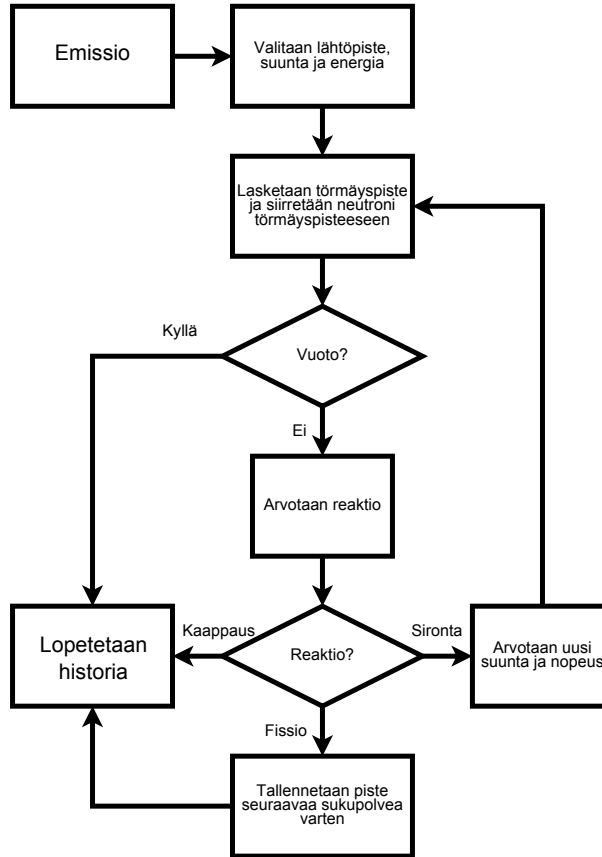 Emissio
Valitaan lähtöpiste,
suunta ja energia
Lasketaan törmäyspiste
ja siirretään neutroni
törmäyspisteeseen
Kyllä
Vuoto?
Ei
Arvotaan reaktio
Lopetetaan
historia
Kaappaus
Reaktio?
Sironta
Arvotaan uusi
suunta ja nopeus
Fissio
Tallennetaan piste
seuraavaa sukupolvea
varten